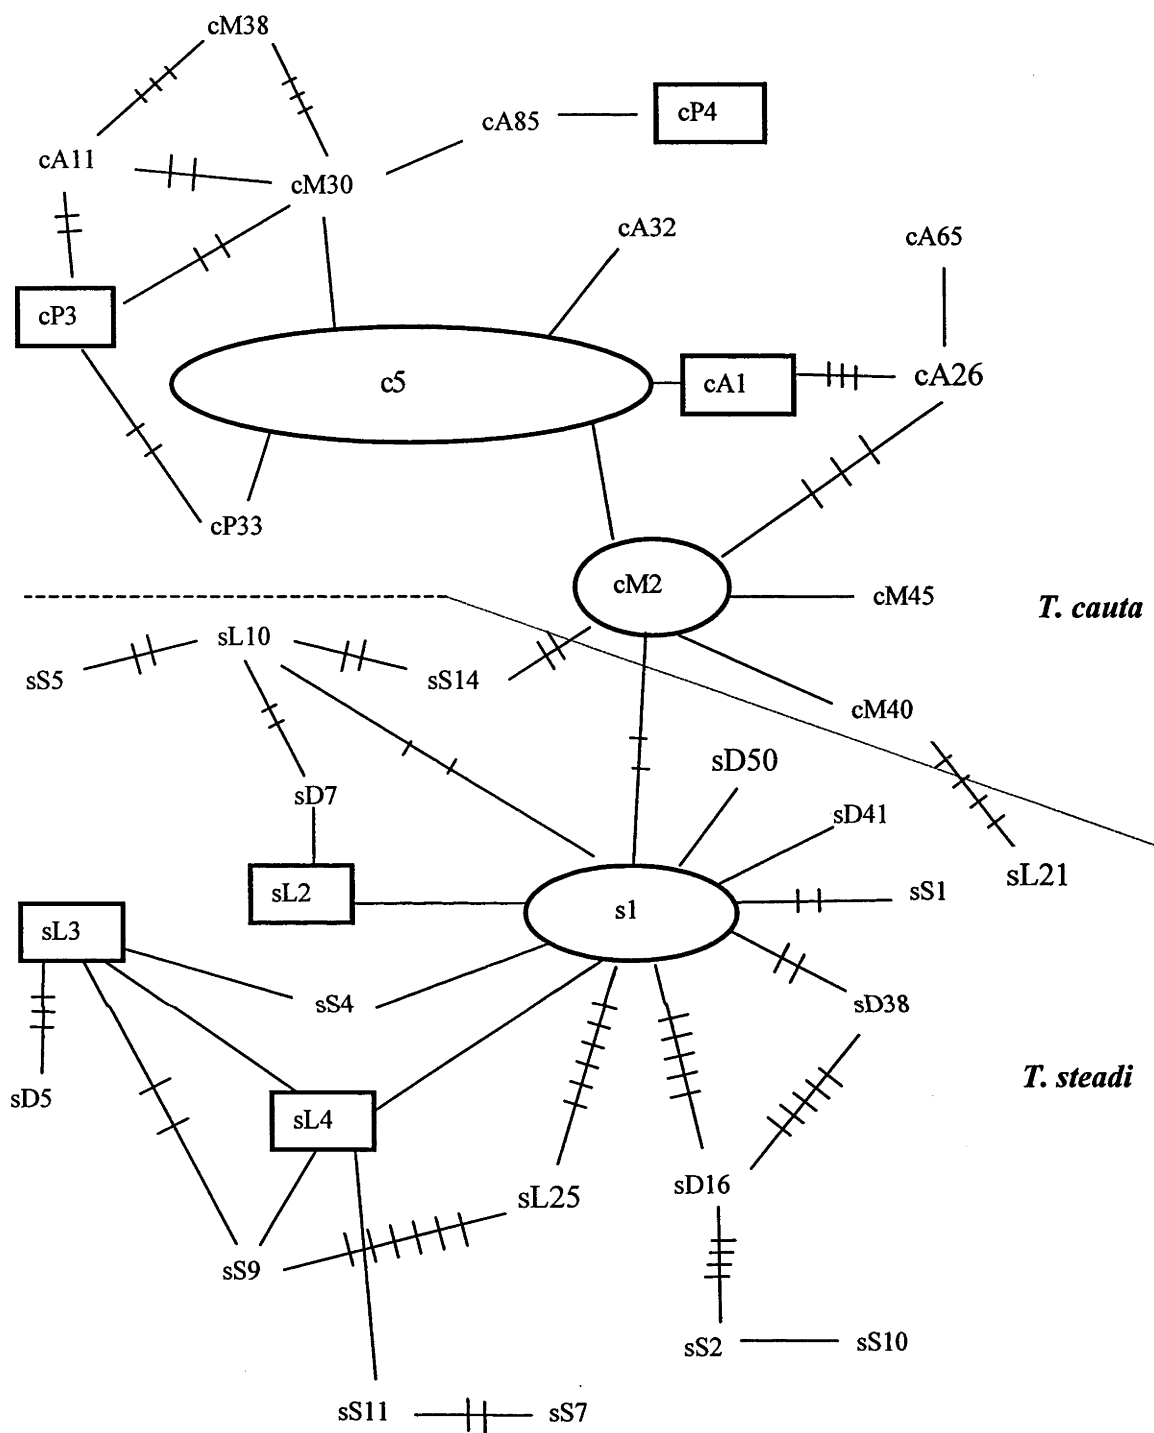 cM38
cA85
cP4
cA11
cM30
cA32
cA65
cP3
c5
cA1
cA26
cP33
cM2
cM45
T. cauta
sL10
sS5
sS14
cM40
sD50
sD7
sD41
sL21
sL2
s1
sS1
sL3
sS4
sD38
T. steadi
sD5
sL4
sD16
sL25
sS9
sS2
sS10
sS11
sS7